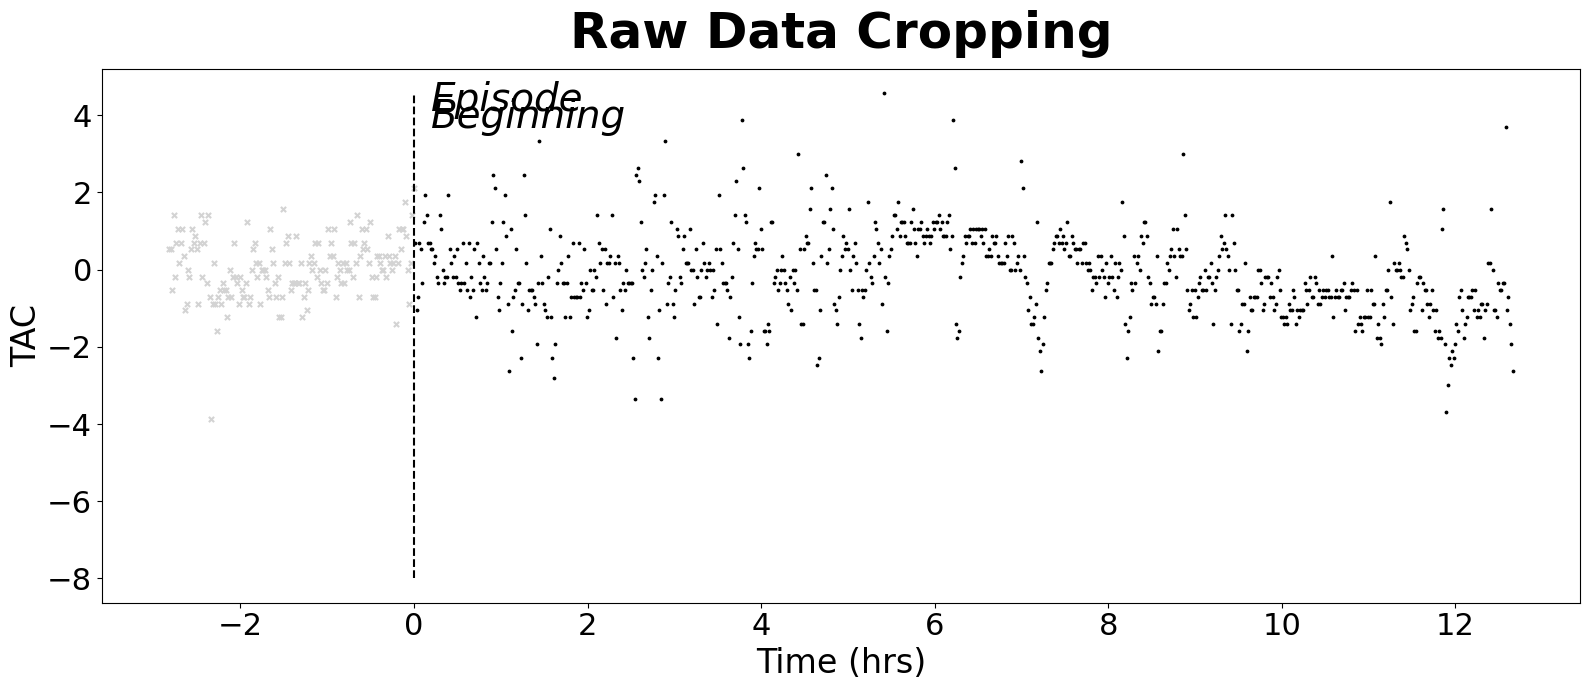 Raw Data Cropping
Episode
Beginning
4
2
0
−2
−4
−6
−8
TAC
−2 0 2 4 6 8 10 12
Time (hrs)